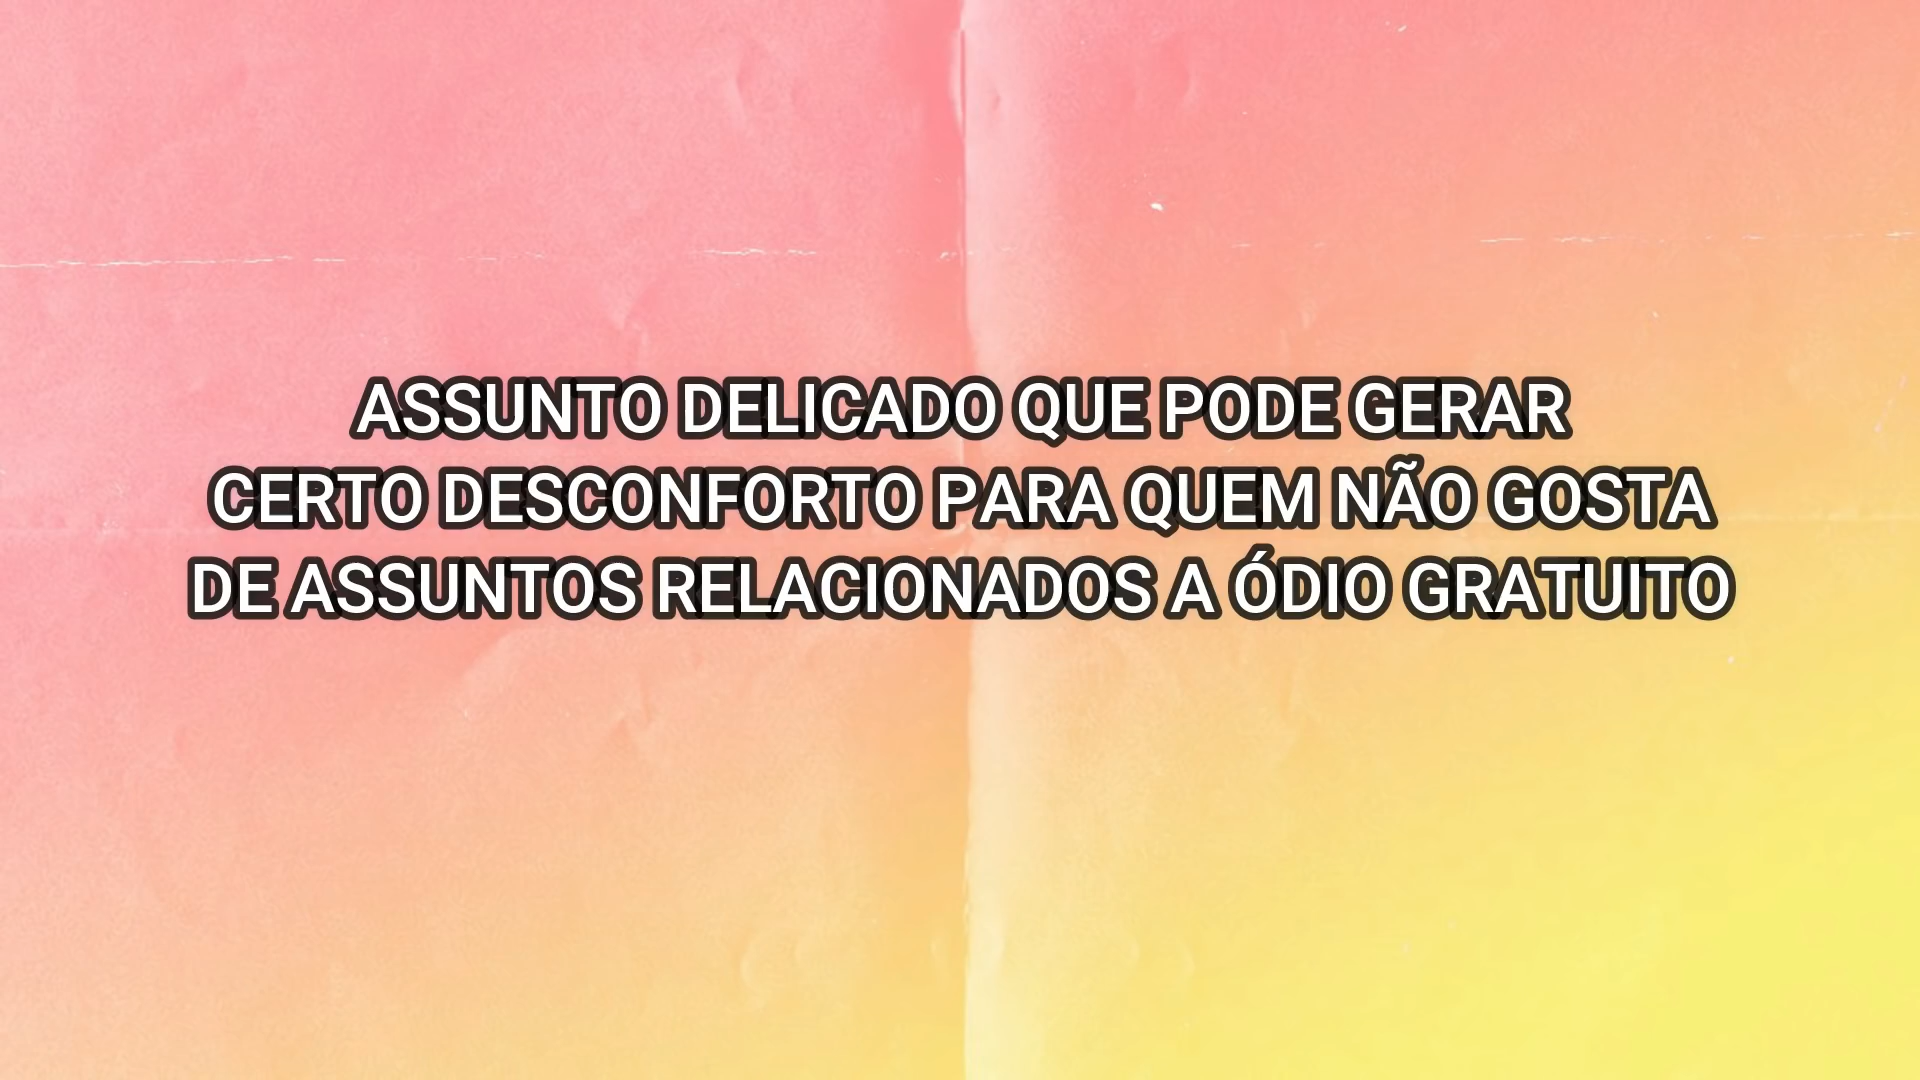 ASSUNTO DELICADO QUE PODE GERAR
CERTO DESCONFORTO PARA QUEM NÃO GOSTA
DE ASSUNTOS RELACIONADOS A ÓDIO GRATUITO